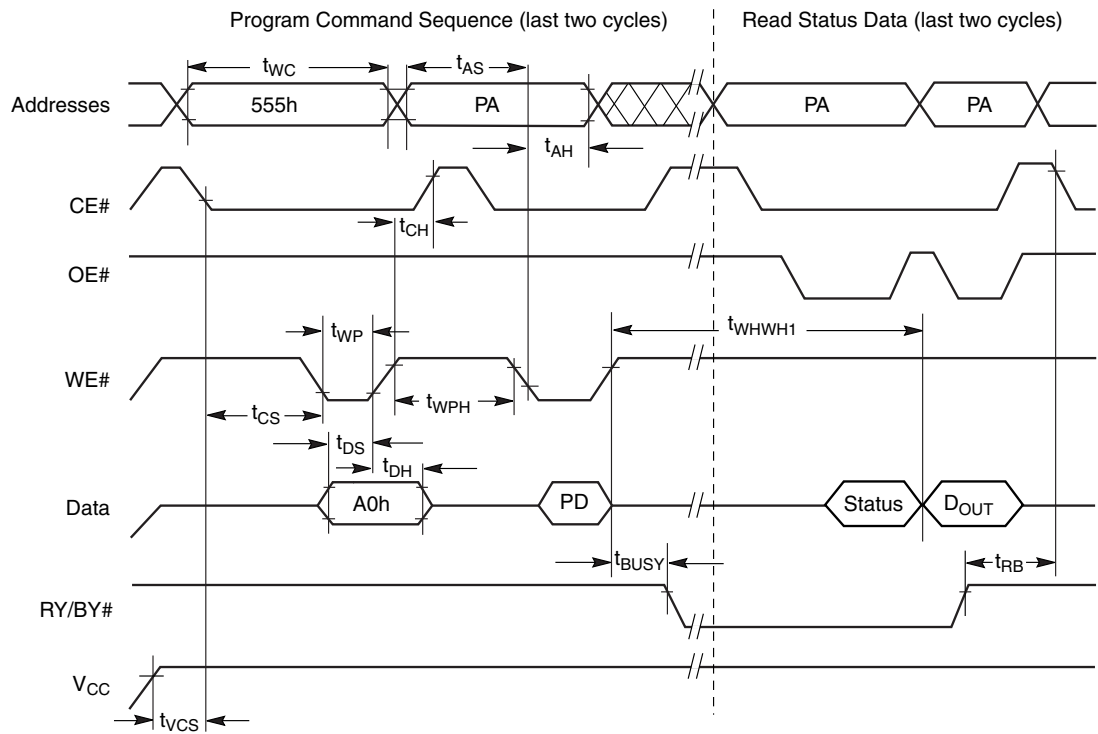 Program Command Sequence (last two cycles)
Read Status Data (last two cycles)
tWC
tAS
Addresses
555h
PA
PA
PA
tAH
CE#
tCH
OE#
tWP
tWHWH1
WE#
tCS
tWPH
tDS
tDH
Data
A0h
PD
Status
DOUT
tBUSY
tRB
RY/BY#
VCC
tVCS